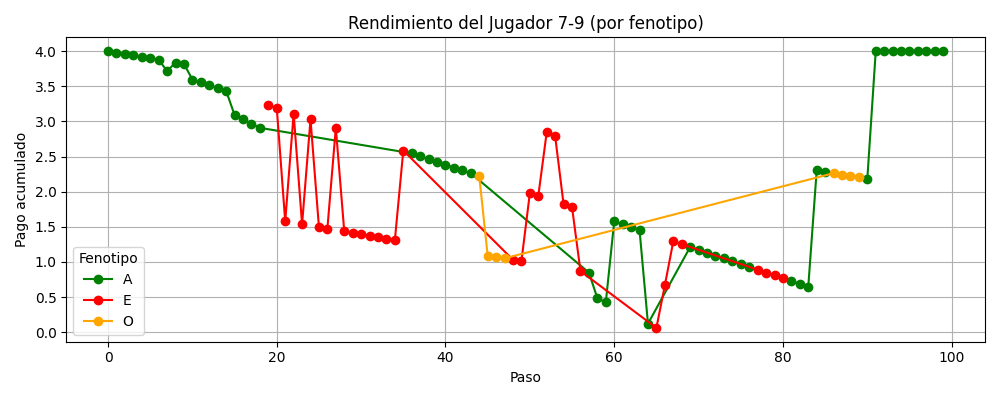 Rendimiento del Jugador 7-9 (por fenotipo)
Pago acumulado
4.0
3.5
3.0
2.5
2.0
1.5
1.0
0.5
0.0
Fenotipo
A
E
O
0 20 40 60 80 100
Paso